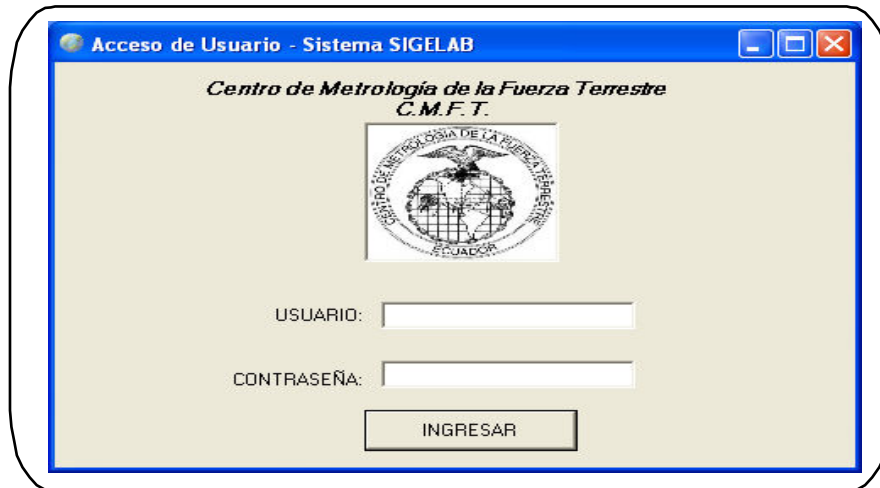 Acceso de Usuario - Sistema SIGELAB
Centro de Metrología de la Fuerza Terrestre
C.M.F.T.
CENTRO DE METROLOGIA DE LA FUERZA TERRESTRE
ECUADOR
USUARIO:
CONTRASEÑA:
INGRESAR